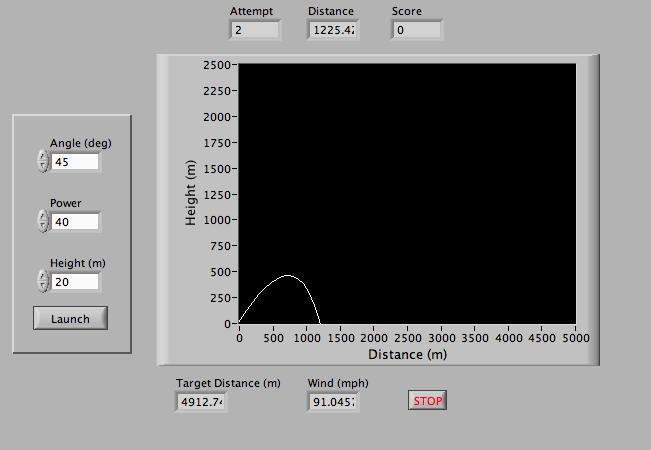 Attempt Distance Score
2 1225.42 0
Angle (deg)
45
Power
40
Height (m)
20
Launch
Height (m)
2500
2250
2000
1750
1500
1250
1000
750
500
250
0
0 500 1000 1500 2000 2500 3000 3500 4000 4500 5000
Distance (m)
Target Distance (m) Wind (mph)
4912.74 91.0457 STOP